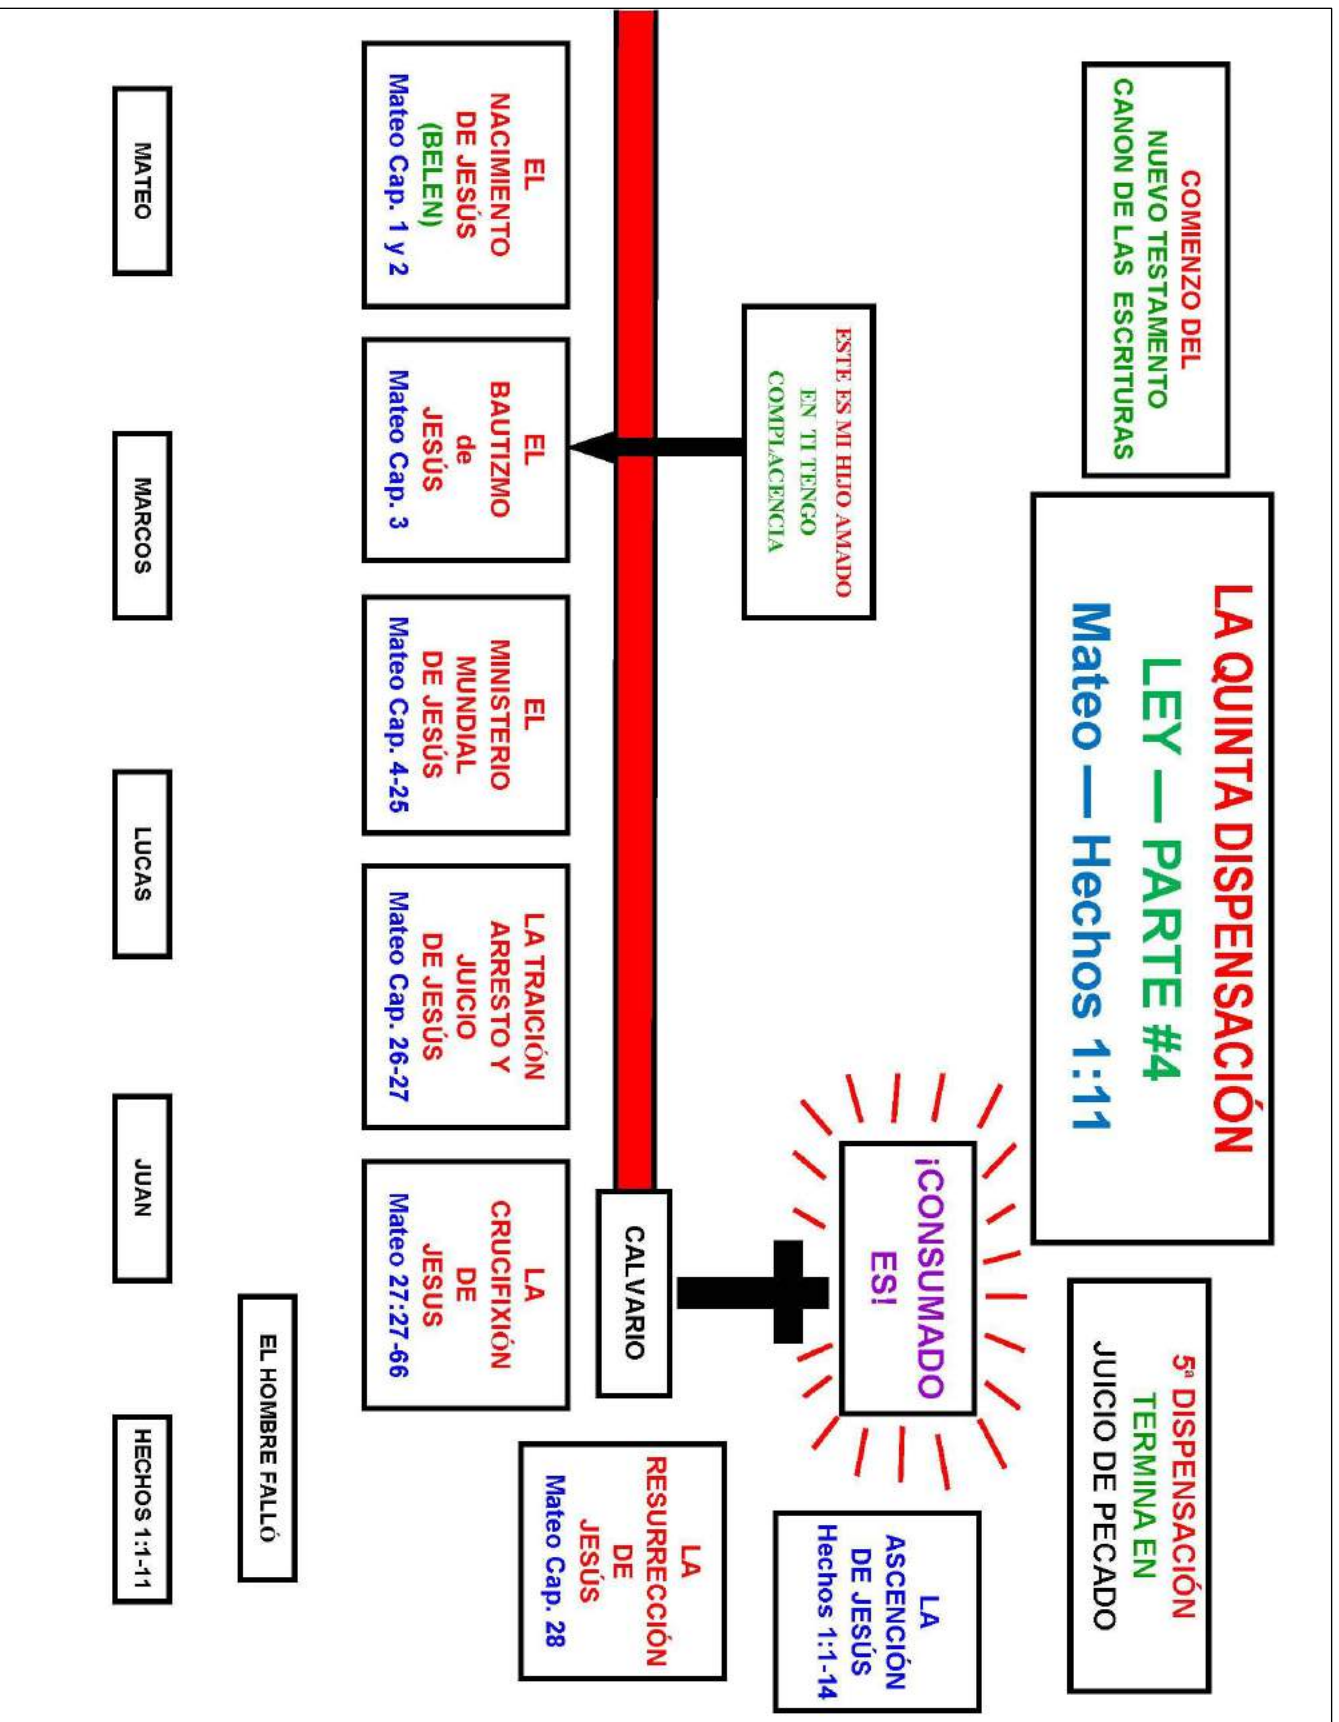 COMIENZO DEL
NUEVO TESTAMENTO
CANON DE LAS ESCRITURAS
LA QUINTA DISPENSACIÓN
LEY — PARTE #4
Mateo — Hechos 1:11
5ª DISPENSACIÓN
TERMINA EN
JUICIO DE PECADO
ESTE ES MI HIJO AMADO
EN TI TENGO
COMPLACENCIA
¡CONSUMADO
ES!
LA
ASCENCIÓN
DE JESÚS
Hechos 1:1-14
CALVARIO
LA
RESURRECCIÓN
DE
JESÚS
Mateo Cap. 28
EL
NACIMIENTO
DE JESÚS
(BELEN)
Mateo Cap. 1 y 2
EL
BAUTIZMO
de
JESÚS
Mateo Cap. 3
EL
MINISTERIO
MUNDIAL
DE JESÚS
Mateo Cap. 4-25
LA TRAICIÓN
ARRESTO Y
JUICIO
DE JESÚS
Mateo Cap. 26-27
LA
CRUCIFIXIÓN
DE
JESUS
Mateo 27:27-66
EL HOMBRE FALLÓ
MATEO
MARCOS
LUCAS
JUAN
HECHOS 1:1-11